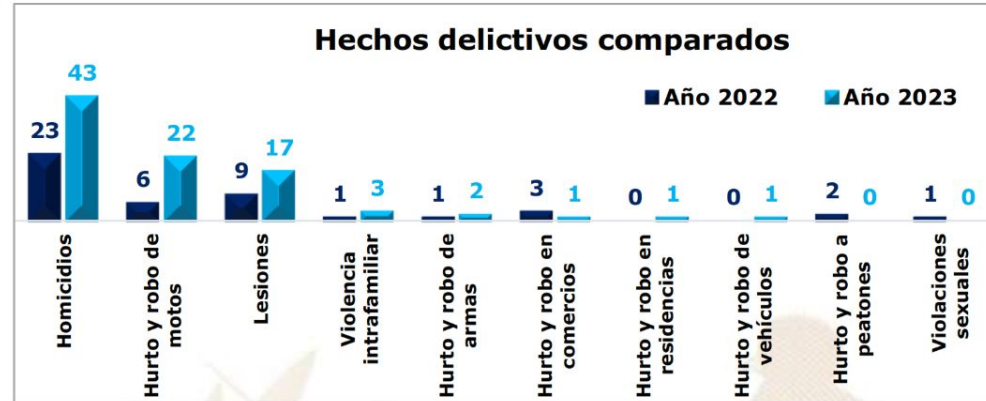 Hechos delictivos comparados
Año 2022 Año 2023
23 43
6 22
9 17
1 3
1 2
3 1
0 1
0 1
2 0
1 0
Homicidios
Hurto y robo de
motos
Lesiones
Violencia
intrafamiliar
Hurto y robo de
armas
Hurto y robo en
comercios
Hurto y robo en
residencias
Hurto y robo de
vehículos
Hurto y robo a
peatones
Violaciones
sexuales